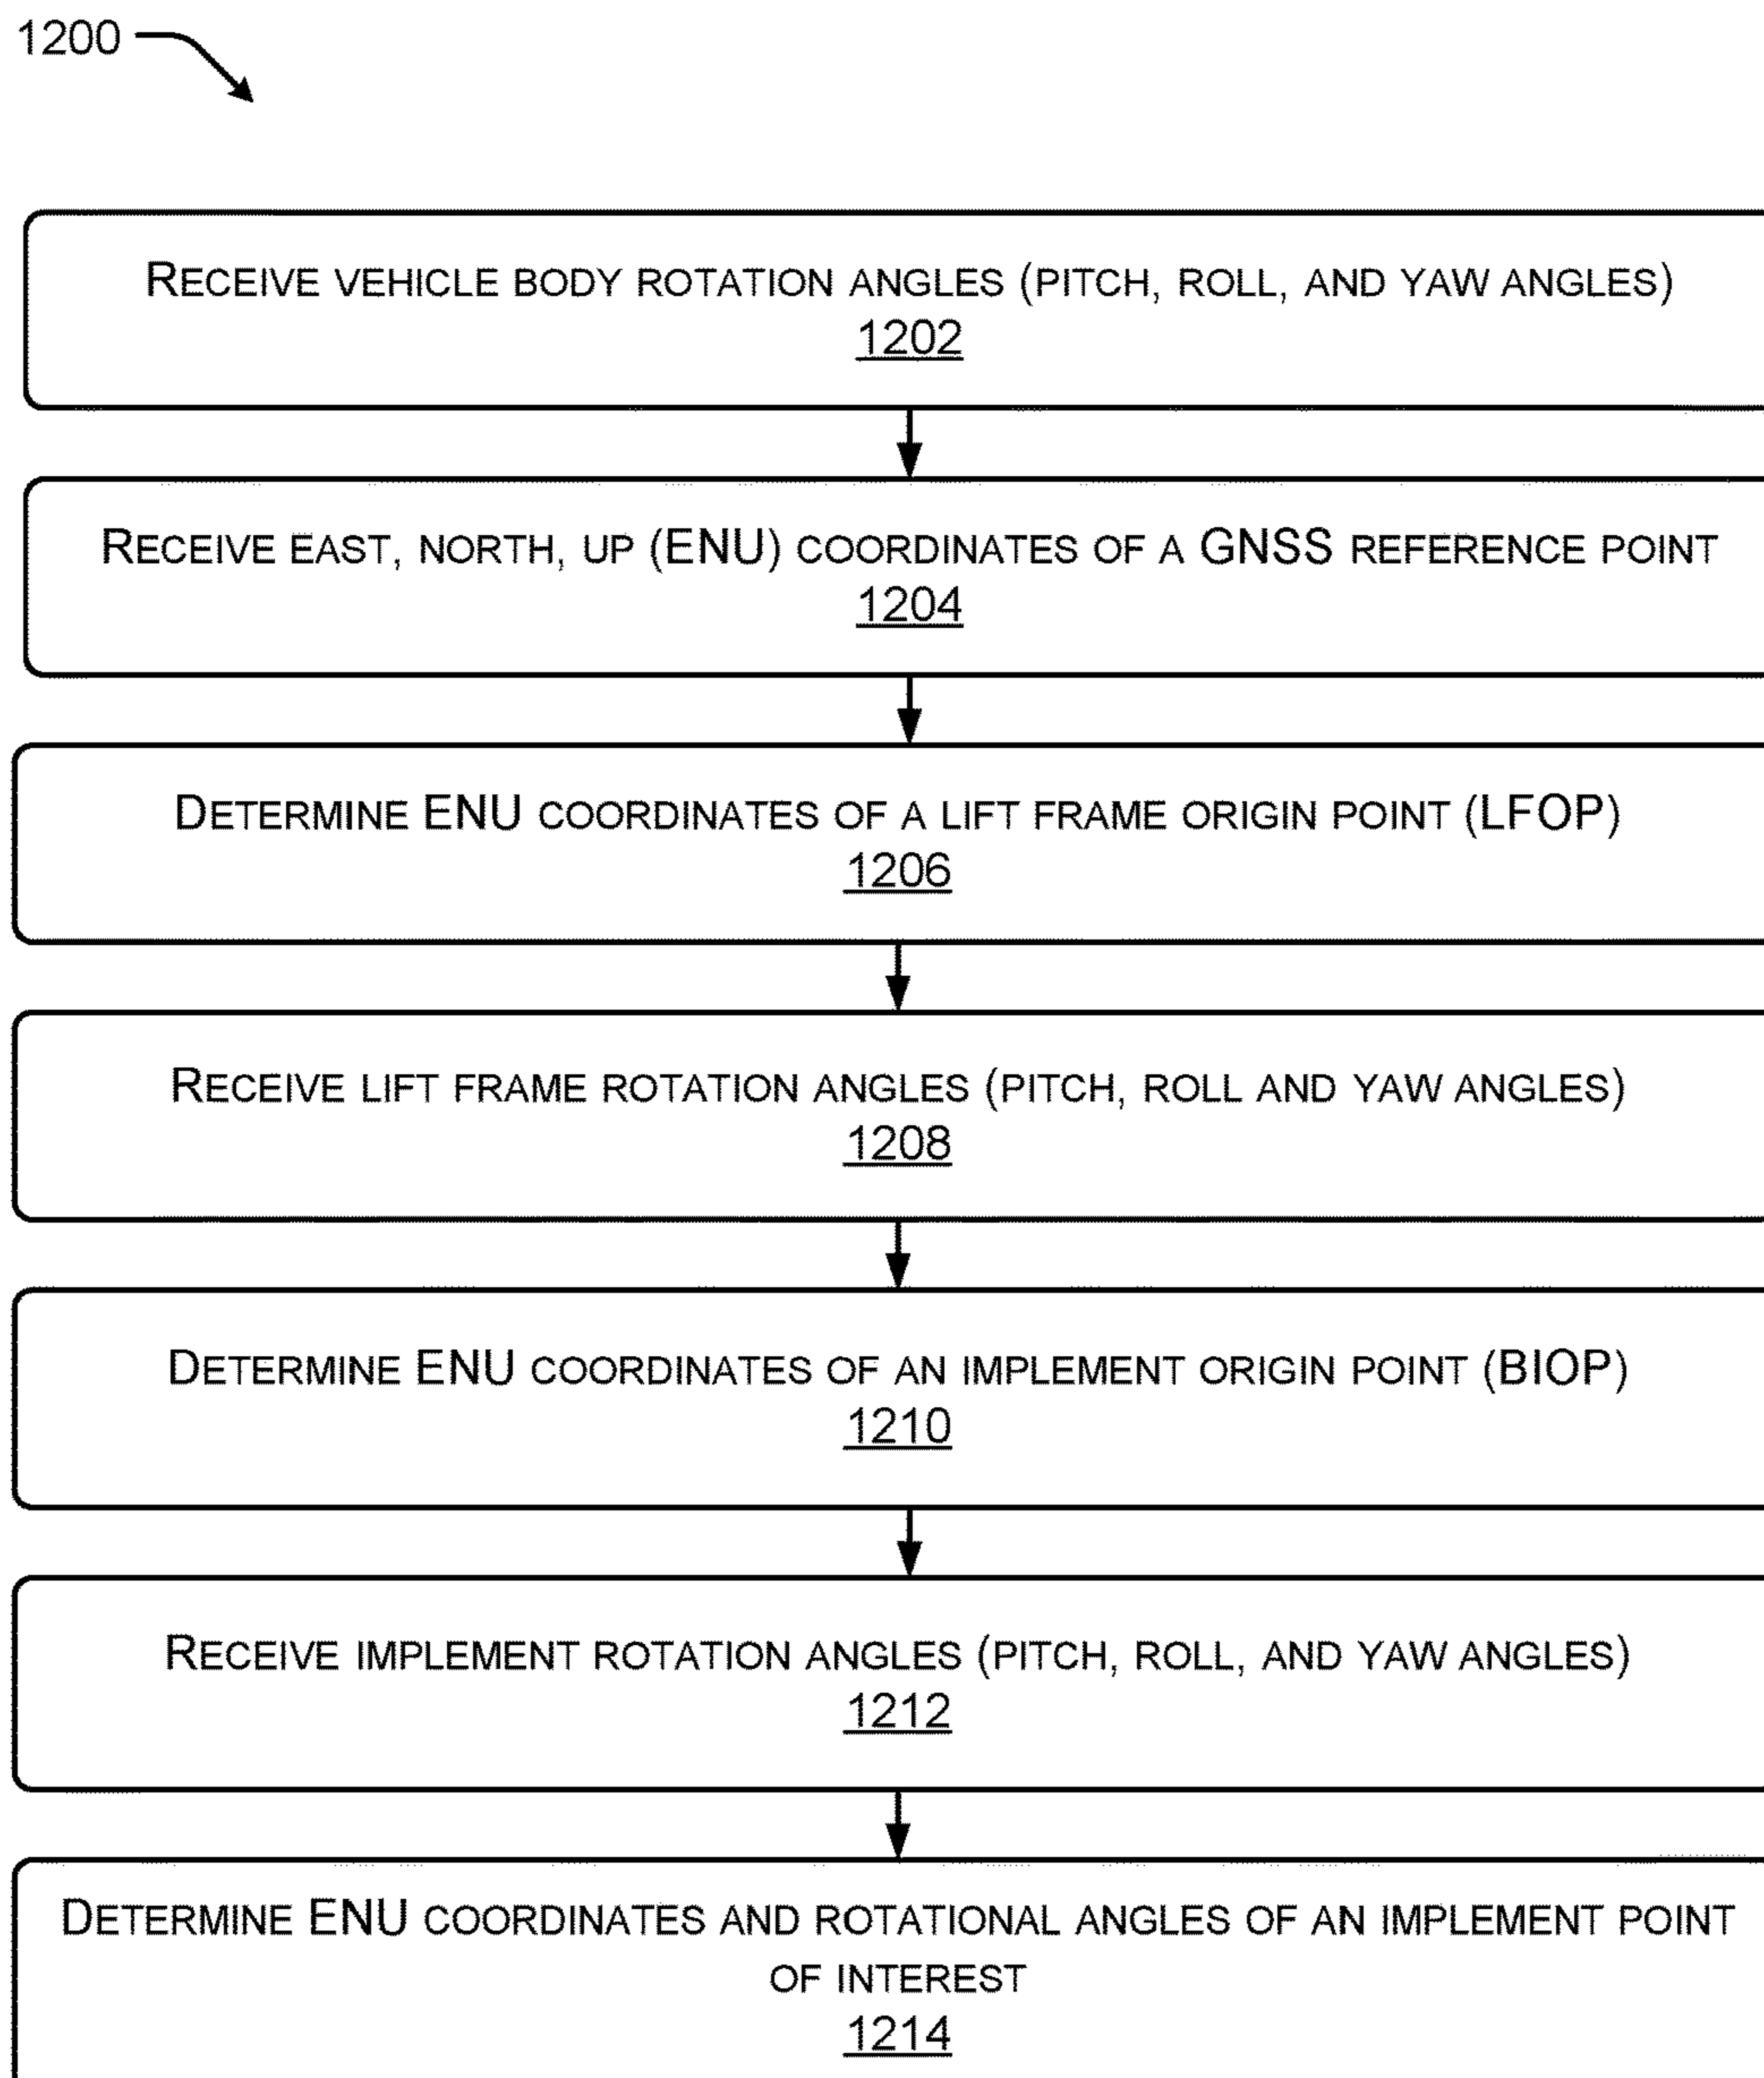 1200
RECEIVE VEHICLE BODY ROTATION ANGLES (PITCH, ROLL, AND YAW ANGLES)
1202
RECEIVE EAST, NORTH, UP (ENU) COORDINATES OF A GNSS REFERENCE POINT
1204
DETERMINE ENU COORDINATES OF A LIFT FRAME ORIGIN POINT (LFOP)
1206
RECEIVE LIFT FRAME ROTATION ANGLES (PITCH, ROLL AND YAW ANGLES)
1208
DETERMINE ENU COORDINATES OF AN IMPLEMENT ORIGIN POINT (BIOP)
1210
RECEIVE IMPLEMENT ROTATION ANGLES (PITCH, ROLL, AND YAW ANGLES)
1212
DETERMINE ENU COORDINATES AND ROTATIONAL ANGLES OF AN IMPLEMENT POINT
OF INTEREST
1214